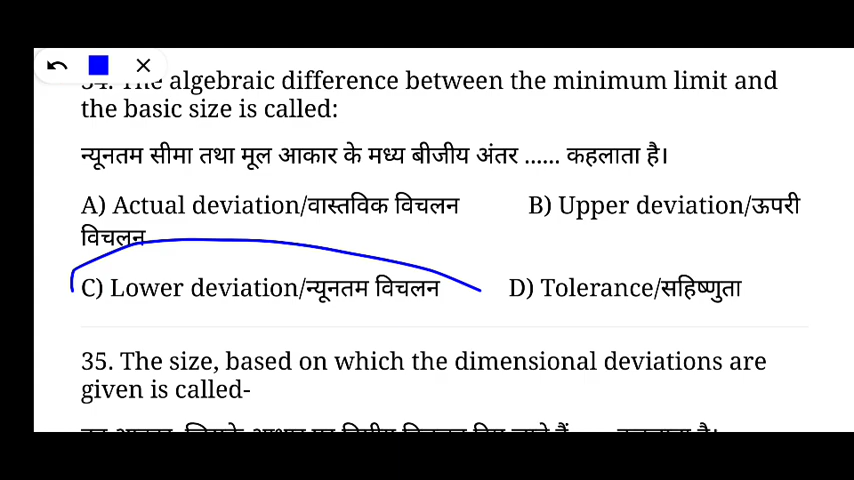 34. The algebraic difference between the minimum limit and
the basic size is called:
न्यूनतम सीमा तथा मूल आकार के मध्य बीजीय अंतर ...... कहलाता है।
A) Actual deviation/वास्तविक विचलन B) Upper deviation/ऊपरी
विचलन
C) Lower deviation/न्यूनतम विचलन D) Tolerance/सहिष्णुता
35. The size, based on which the dimensional deviations are
given is called-